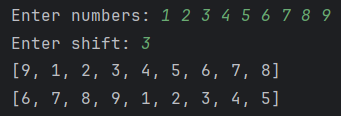 Enter numbers: 1 2 3 4 5 6 7 8 9
Enter shift: 3
[9, 1, 2, 3, 4, 5, 6, 7, 8]
[6, 7, 8, 9, 1, 2, 3, 4, 5]